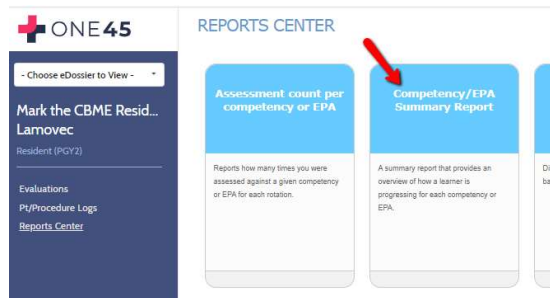 ONE45
REPORTS CENTER
- Choose eDossier to View -
Mark the CBME Resid...
Lamovec
Resident (PGY2)
Evaluations
Pt/Procedure Logs
Reports Center
Assessment count per
competency or EPA
Reports how many times you were
assessed against a given competency
or EPA for each rotation.
Competency/EPA
Summary Report
A summary report that provides an
overview of how a learner is
progressing for each competency or
EPA.